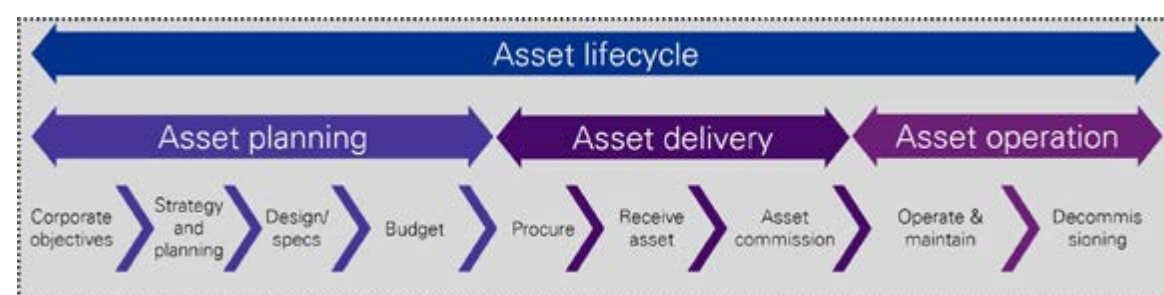 Asset lifecycle
Asset planning
Asset delivery
Asset operation
Corporate
objectives
Strategy
and
planning
Design/
specs
Budget
Procure
Receive
asset
Asset
commission
Operate &
maintain
Decommis
sioning